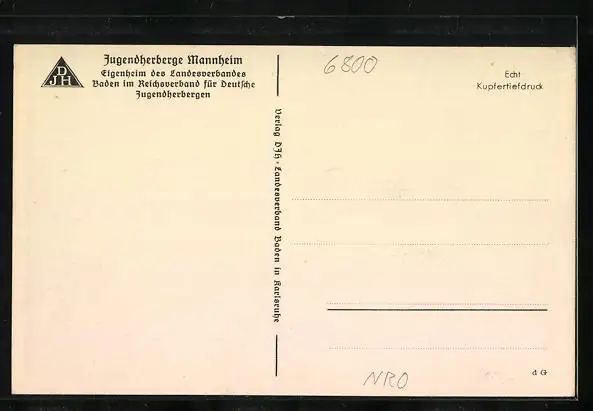 DJH
Jugendherberge Mannheim
Eigenheim des Landesverbandes
Baden im Reichsverband für Deutsche
Jugendherbergen
Verlag DJH-Landesverband Baden in Karlsruhe
6800
Echt
Kupfertiefdruck
NRO
d G